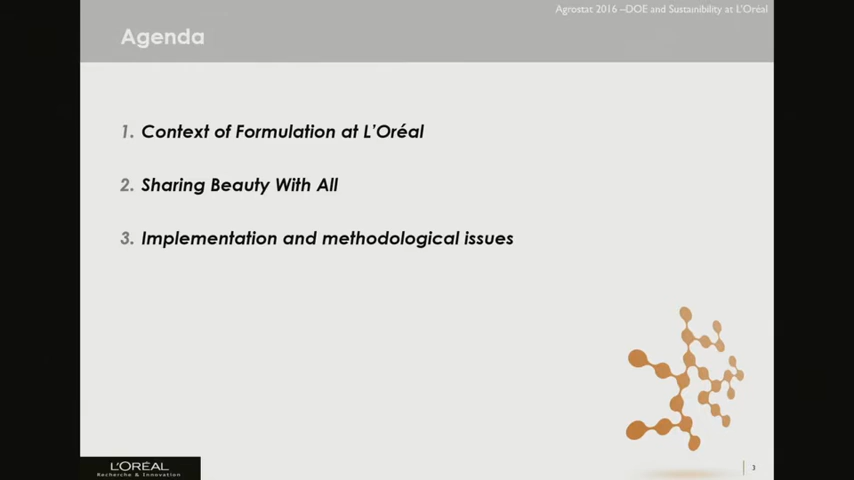 Agrostat 2016 –DOE and Sustainibility at L'Oréal
Agenda
1. Context of Formulation at L'Oréal
2. Sharing Beauty With All
3. Implementation and methodological issues
L'ORÉAL
Recherche & Innovation
3